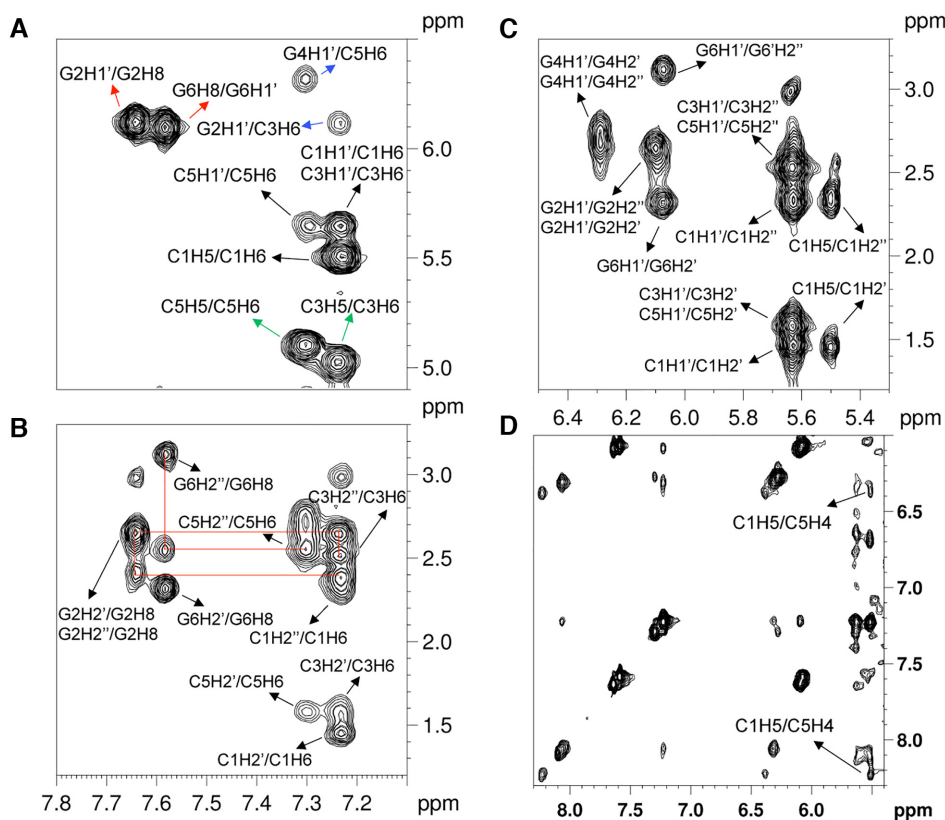 A
ppm
G4H1'/C5H6
G2H1'/G2H8
G6H8/G6H1'
G2H1'/C3H6
C1H1'/C1H6
C3H1'/C3H6
C5H1'/C5H6
C1H5/C1H6
C5H5/C5H6
C3H5/C3H6
6.0
5.5
5.0
B
ppm
G6H2''/G6H8
C3H2''/C3H6
C5H2''/C5H6
G2H2'/G2H8
G2H2''/G2H8
G6H2'/G6H8
C1H2''/C1H6
C3H2'/C3H6
C5H2'/C5H6
C1H2'/C1H6
3.0
2.5
2.0
1.5
7.8
7.6
7.5
7.4
7.3
7.2
ppm
C
ppm
G6H1'/G6'H2''
G4H1'/G4H2'
G4H1'/G4H2''
C3H1'/C3H2''
C5H1'/C5H2''
G2H1'/G2H2''
G2H1'/G2H2'
C1H1'/C1H2''
C1H5/C1H2''
G6H1'/G6H2'
C3H1'/C3H2'
C5H1'/C5H2'
C1H5/C1H2'
C1H1'/C1H2'
3.0
2.5
2.0
1.5
6.4
6.2
6.0
5.8
5.6
5.4
ppm
D
C1H5/C5H4
6.5
7.0
7.5
C1H5/C5H4
8.0
8.0
7.5
7.0
6.5
6.0
ppm